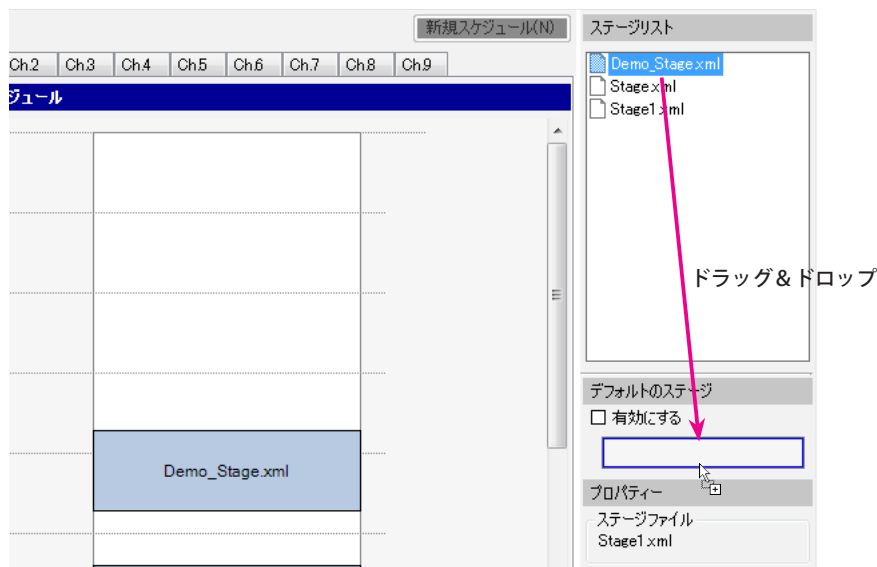 新規スケジュール(N)
Ch.2 Ch.3 Ch.4 Ch.5 Ch.6 Ch.7 Ch.8 Ch.9
ジュール
Demo_Stage.xml
ステージリスト
Demo_Stage.xml
Stage.xml
Stage1.xml
ドラッグ&ドロップ
デフォルトのステージ
有効にする
プロパティー
ステージファイル
Stage1.xml